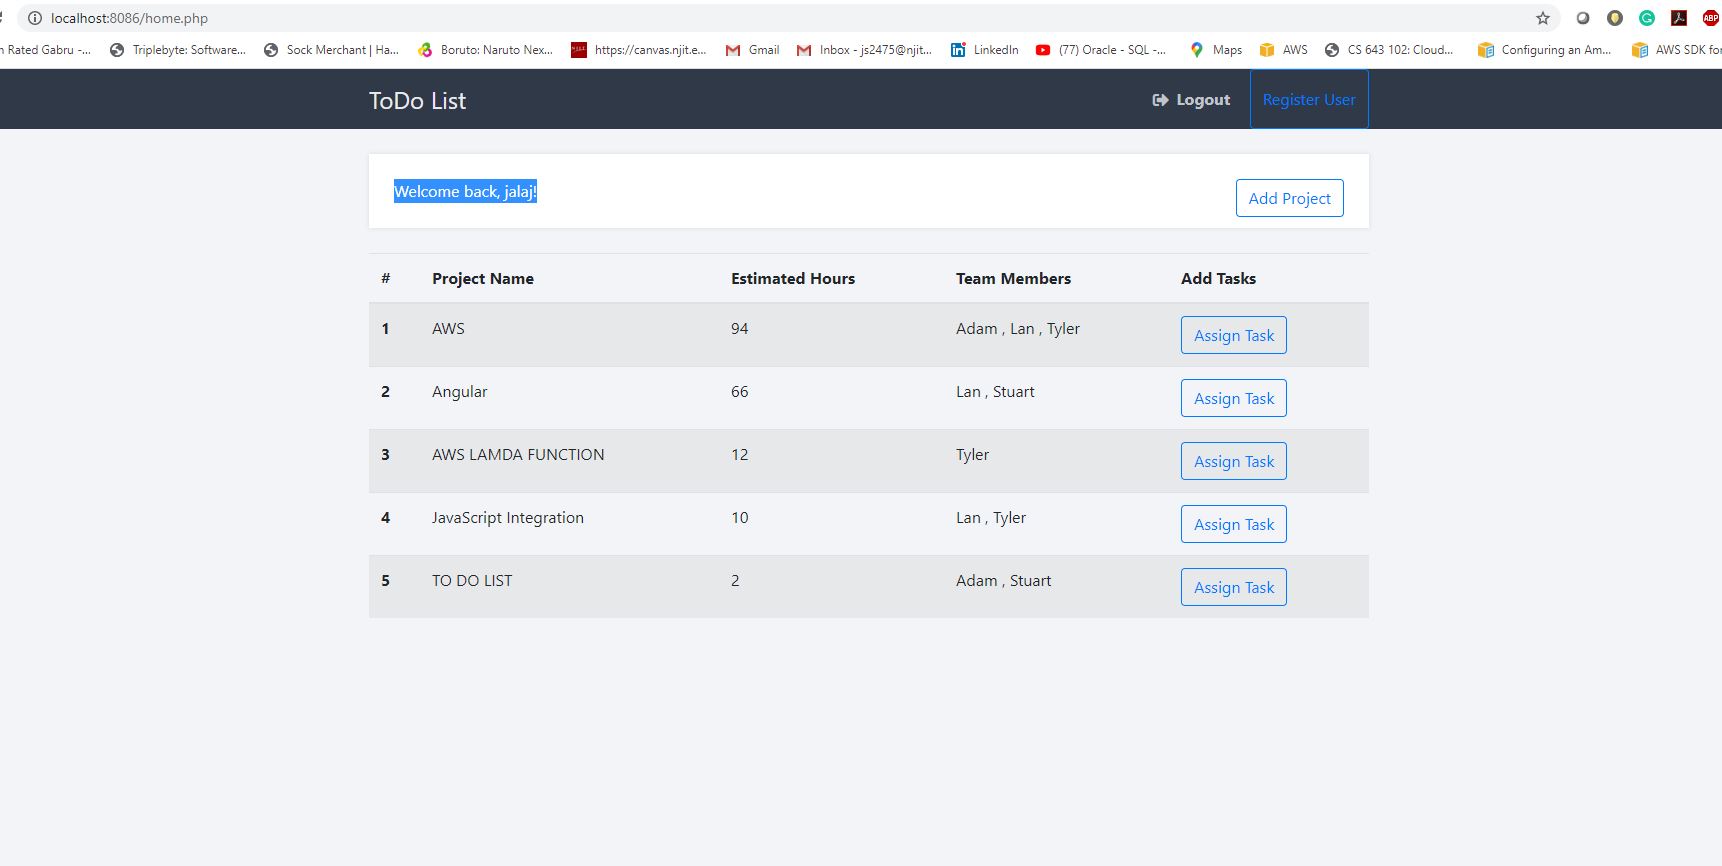 localhost:8086/home.php ABP
n Rated Gabru -... Triplebyte: Software... Sock Merchant | Ha... Boruto: Naruto Nex... https://canvas.njit.e... Gmail Inbox - js2475@njit... LinkedIn (77) Oracle - SQL -... Maps AWS CS 643 102: Cloud... Configuring an Am... AWS SDK for
ToDo List Logout Register User
Welcome back, jalaj! Add Project
# Project Name Estimated Hours Team Members Add Tasks
1 AWS 94 Adam , Lan , Tyler Assign Task
2 Angular 66 Lan , Stuart Assign Task
3 AWS LAMDA FUNCTION 12 Tyler Assign Task
4 JavaScript Integration 10 Lan , Tyler Assign Task
5 TO DO LIST 2 Adam , Stuart Assign Task